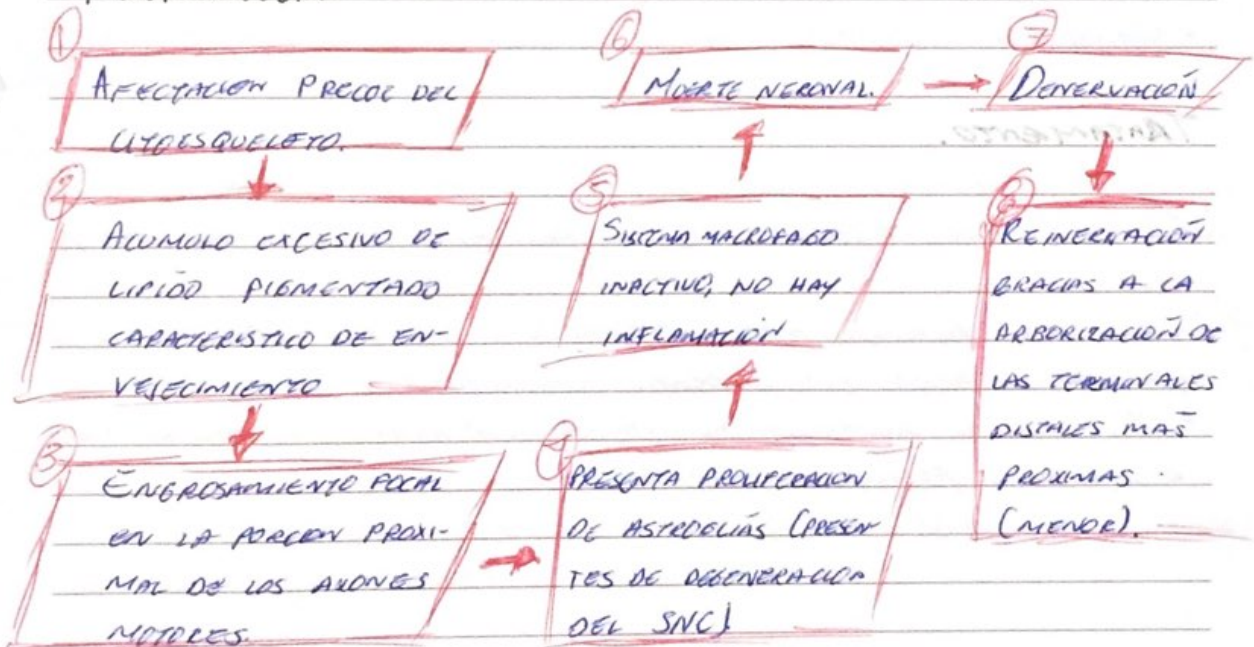 1
AFECTACION PRECOZ DEL
CITOESQUELETO.
2
ACUMULO EXCESIVO DE
LIPIDO PIGMENTADO
CARACTERISTICO DE EN-
VEJECIMIENTO
3
ENGROSAMIENTO FOCAL
EN LA PORCION PROXI-
MAL DE LOS AXONES
MOTORES.
4
PRESENTA PROLIFERACION
DE ASTROGLIAS (PRESEN
TES DE DEGENERACION
DEL SNC)
5
SISTEMA MACROFAGO
INACTIVO, NO HAY
INFLAMACIÓN
6
MUERTE NERONAL.
7
DENERVACIÓN
8
REINERNACIÓN
GRACIAS A LA
ARBORIZACIÓN DE
LAS TERMINALES
DISTALES MAS
PROXIMAS.
(MENOR).